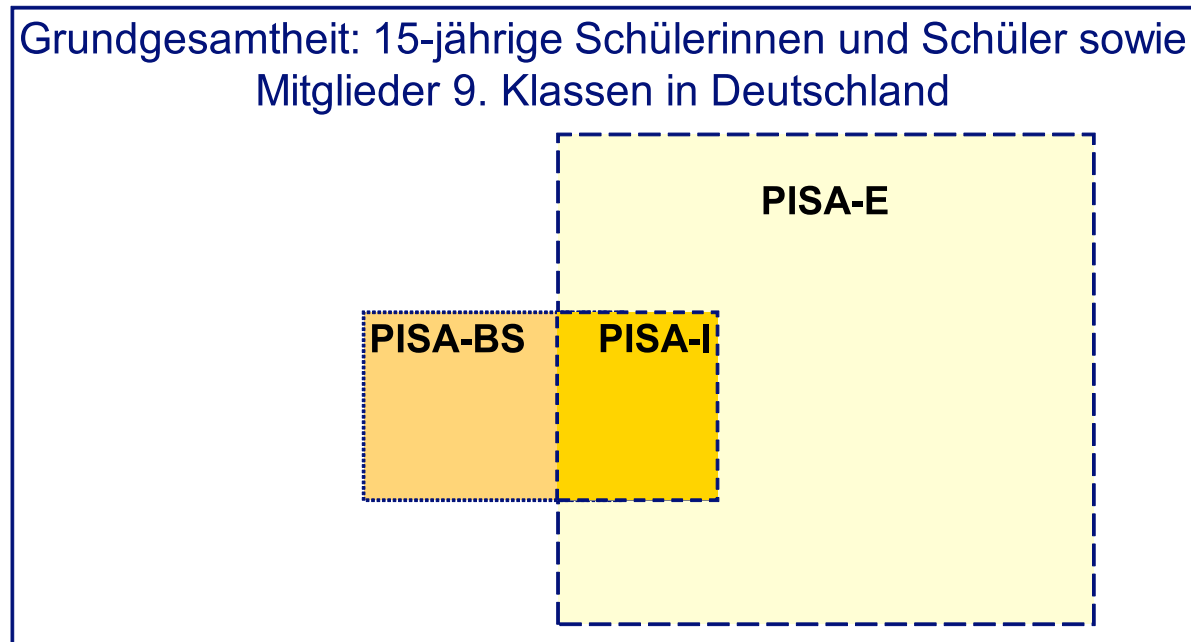 Grundgesamtheit: 15-jährige Schülerinnen und Schüler sowie
Mitglieder 9. Klassen in Deutschland
PISA-E
PISA-BS
PISA-I